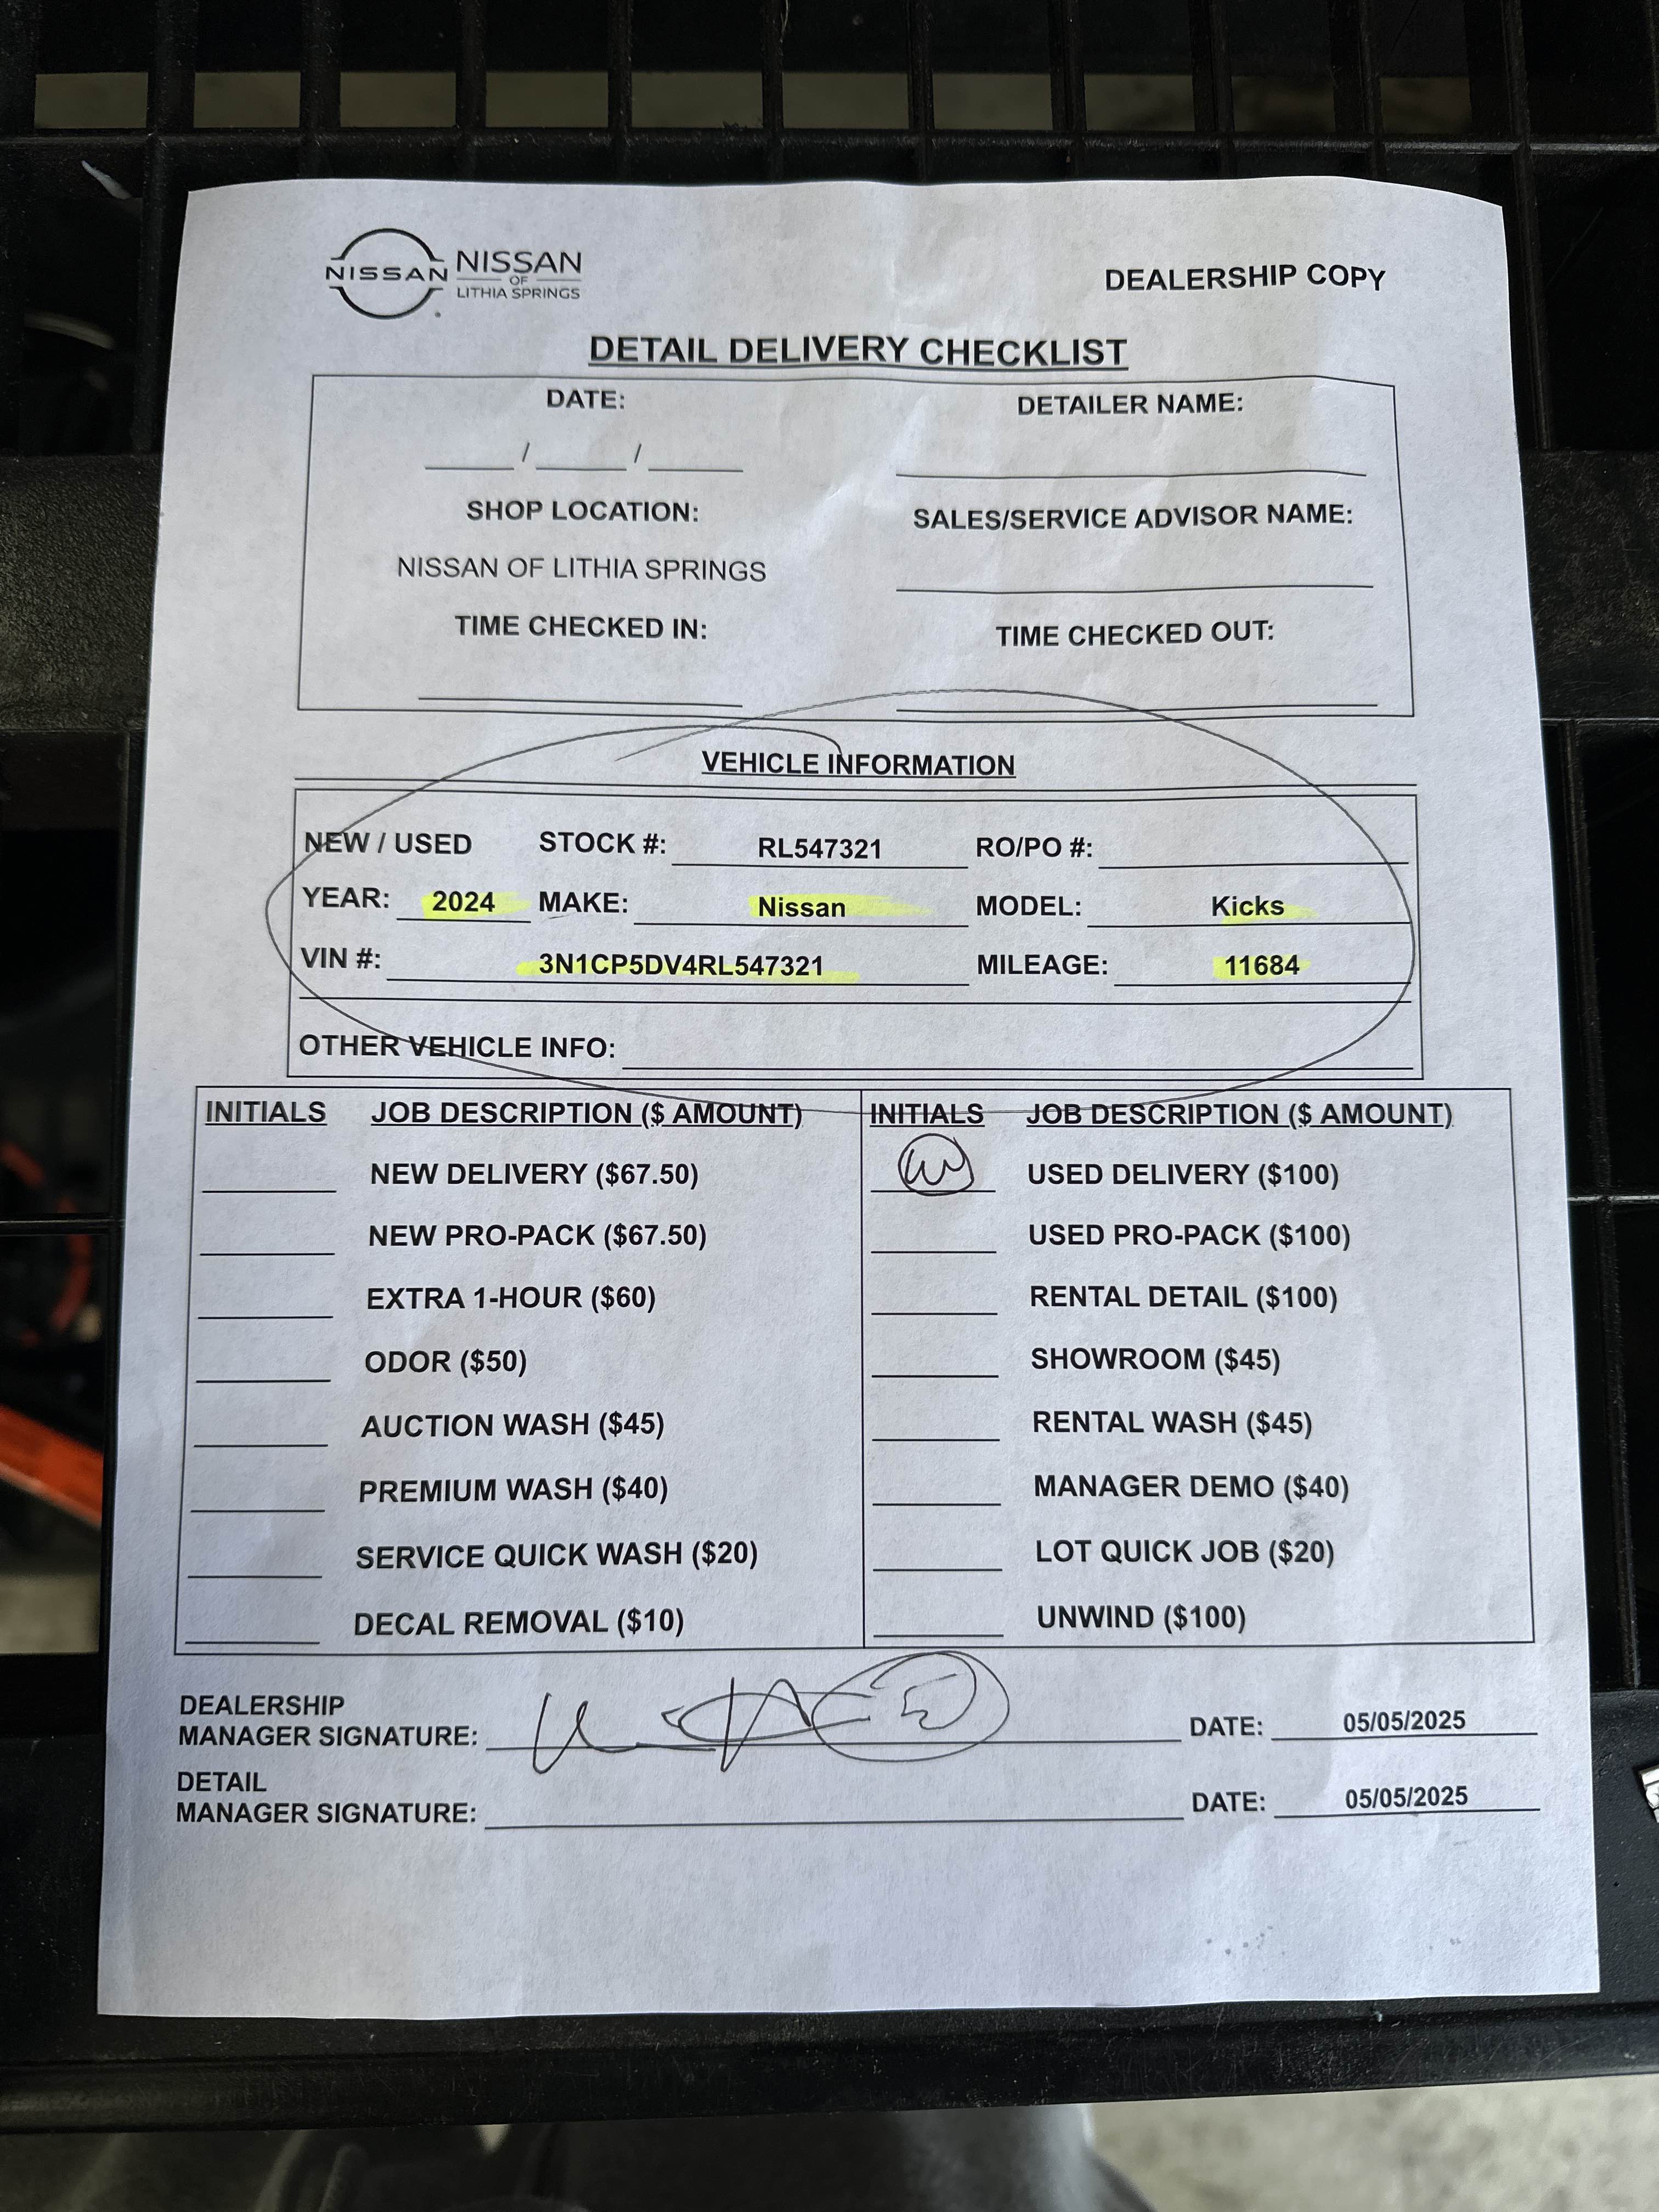 NISSAN NISSAN
OF
LITHIA SPRINGS
DEALERSHIP COPY
DETAIL DELIVERY CHECKLIST
DATE: DETAILER NAME:
/ /
SHOP LOCATION: SALES/SERVICE ADVISOR NAME:
NISSAN OF LITHIA SPRINGS
TIME CHECKED IN: TIME CHECKED OUT:
VEHICLE INFORMATION
NEW / USED STOCK #: RL547321 RO/PO #:
YEAR: 2024 MAKE: Nissan MODEL: Kicks
VIN #: 3N1CP5DV4RL547321 MILEAGE: 11684
OTHER VEHICLE INFO:
INITIALS JOB DESCRIPTION ($ AMOUNT) INITIALS JOB DESCRIPTION ($ AMOUNT)
NEW DELIVERY ($67.50) USED DELIVERY ($100)
NEW PRO-PACK ($67.50) USED PRO-PACK ($100)
EXTRA 1-HOUR ($60) RENTAL DETAIL ($100)
ODOR ($50) SHOWROOM ($45)
AUCTION WASH ($45) RENTAL WASH ($45)
PREMIUM WASH ($40) MANAGER DEMO ($40)
SERVICE QUICK WASH ($20) LOT QUICK JOB ($20)
DECAL REMOVAL ($10) UNWIND ($100)
DEALERSHIP
MANAGER SIGNATURE: DATE: 05/05/2025
DETAIL
MANAGER SIGNATURE: DATE: 05/05/2025